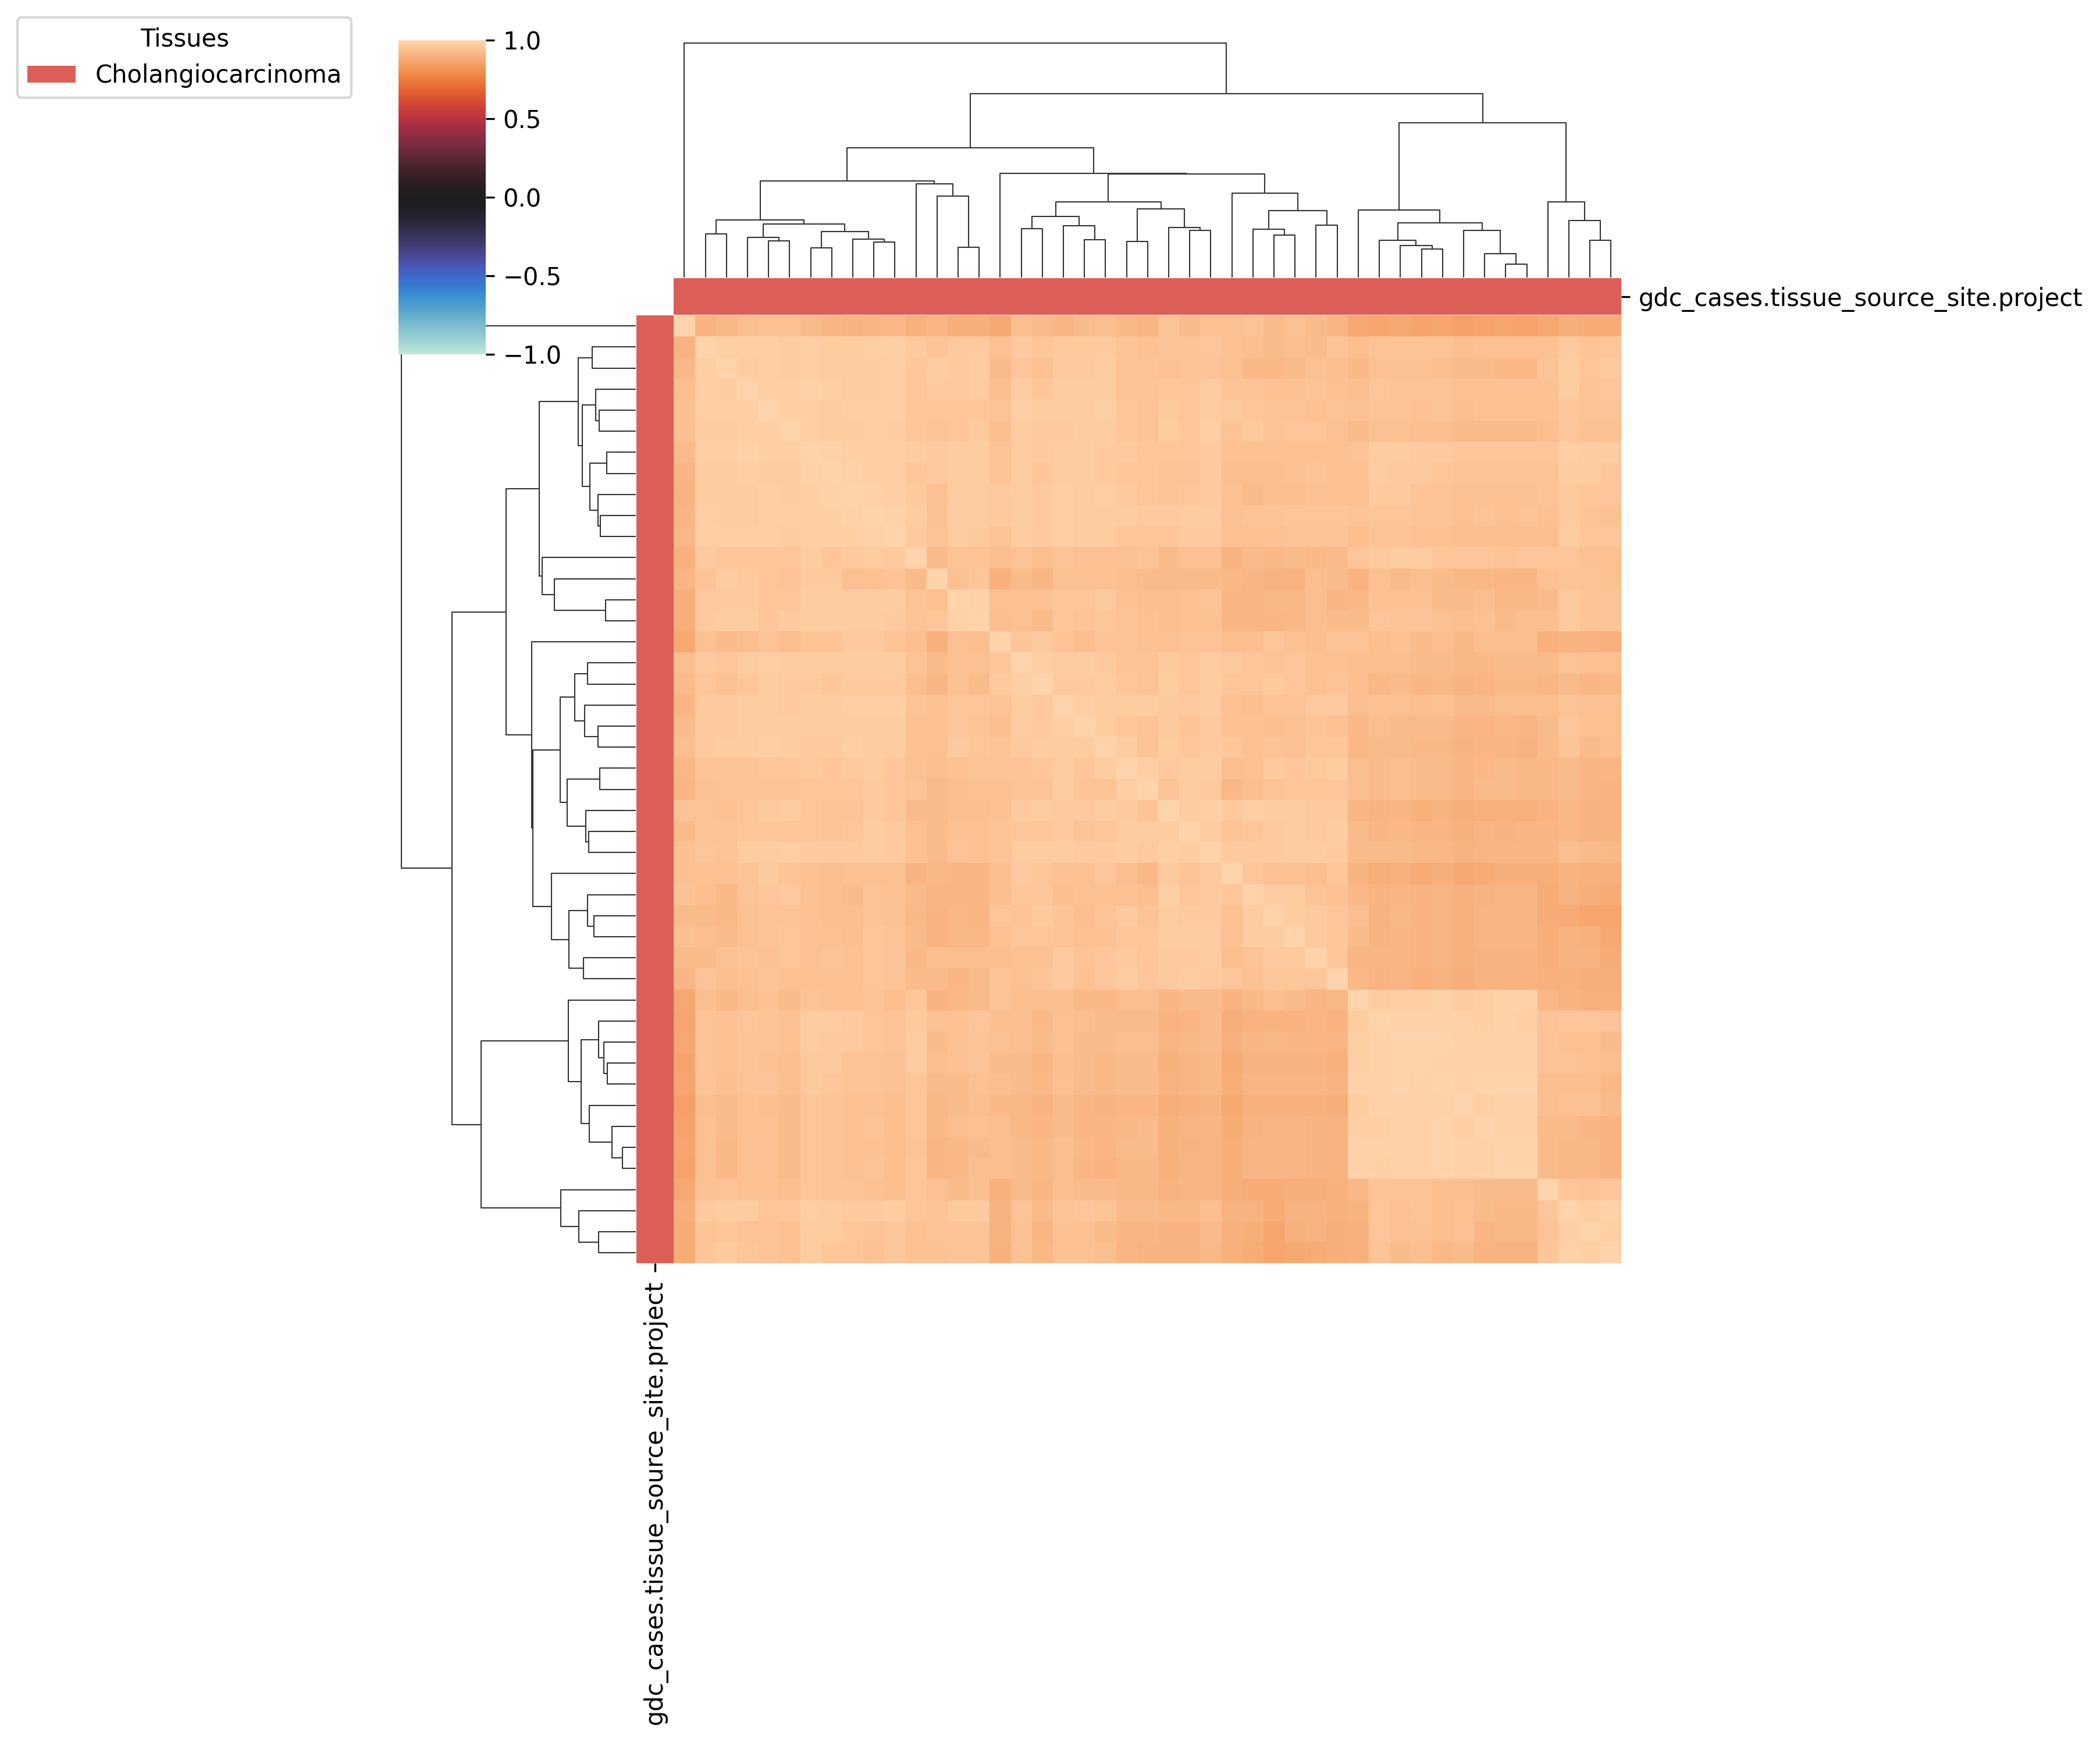 Tissues
Cholangiocarcinoma
1.0
0.5
0.0
−0.5
−1.0
gdc_cases.tissue_source_site.project
gdc_cases.tissue_source_site.project